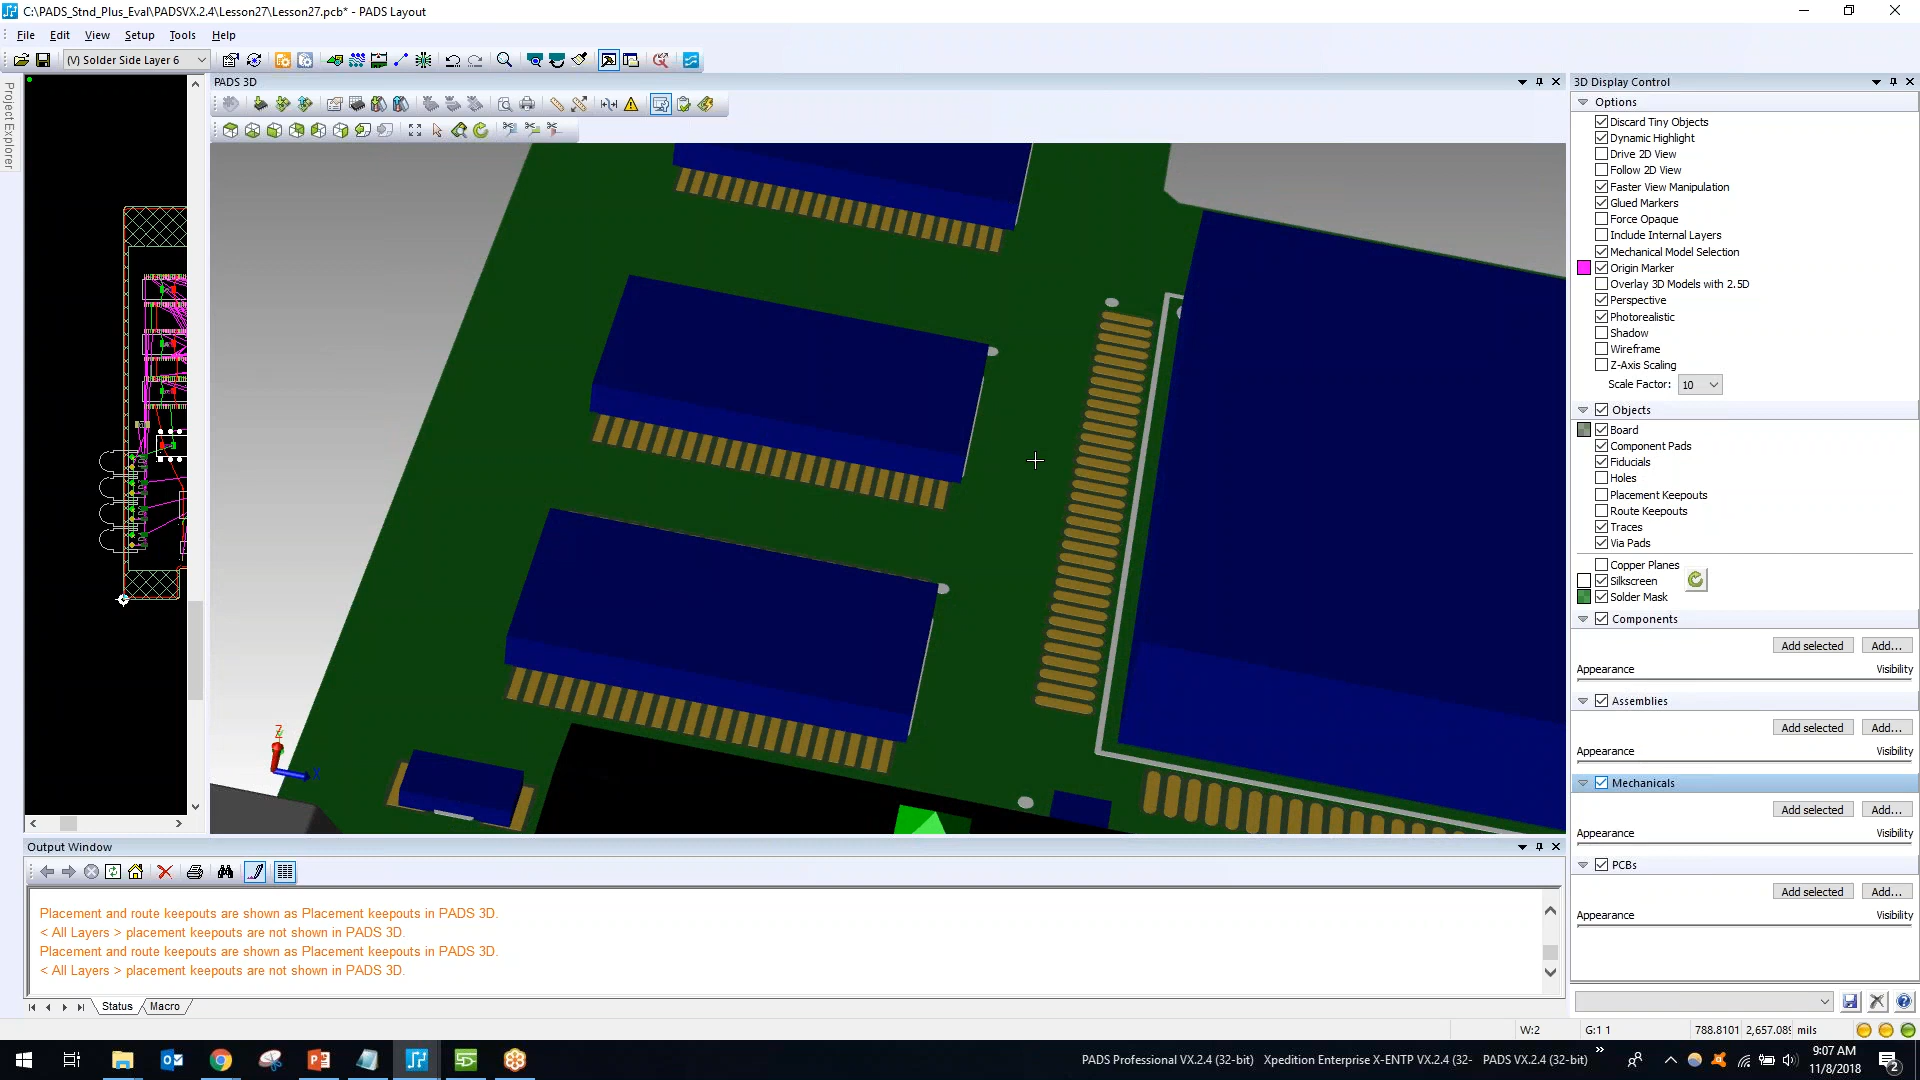 C:\PADS_Stnd_Plus_Eval\PADSVX.2.4\Lesson27\Lesson27.pcb* - PADS Layout
File Edit View Setup Tools Help
(V) Solder Side Layer 6
Project Explorer
PADS 3D
Z
X
3D Display Control
Options
Discard Tiny Objects
Dynamic Highlight
Drive 2D View
Follow 2D View
Faster View Manipulation
Glued Markers
Force Opaque
Include Internal Layers
Mechanical Model Selection
Origin Marker
Overlay 3D Models with 2.5D
Perspective
Photorealistic
Shadow
Wireframe
Z-Axis Scaling
Scale Factor: 10
Objects
Board
Component Pads
Fiducials
Holes
Placement Keepouts
Route Keepouts
Traces
Via Pads
Copper Planes
Silkscreen
Solder Mask
Components
Add selected Add...
Appearance Visibility
Assemblies
Add selected Add...
Appearance Visibility
Mechanicals
Add selected Add...
Appearance Visibility
PCBs
Add selected Add...
Appearance Visibility
Output Window
Placement and route keepouts are shown as Placement keepouts in PADS 3D.
< All Layers > placement keepouts are not shown in PADS 3D.
Placement and route keepouts are shown as Placement keepouts in PADS 3D.
< All Layers > placement keepouts are not shown in PADS 3D.
Status Macro
W:2 G:1 1 788.8101 2,657.089 mils
PADS Professional VX.2.4 (32-bit) Xpedition Enterprise X-ENTP VX.2.4 (32- PADS VX.2.4 (32-bit) »
9:07 AM
11/8/2018
2